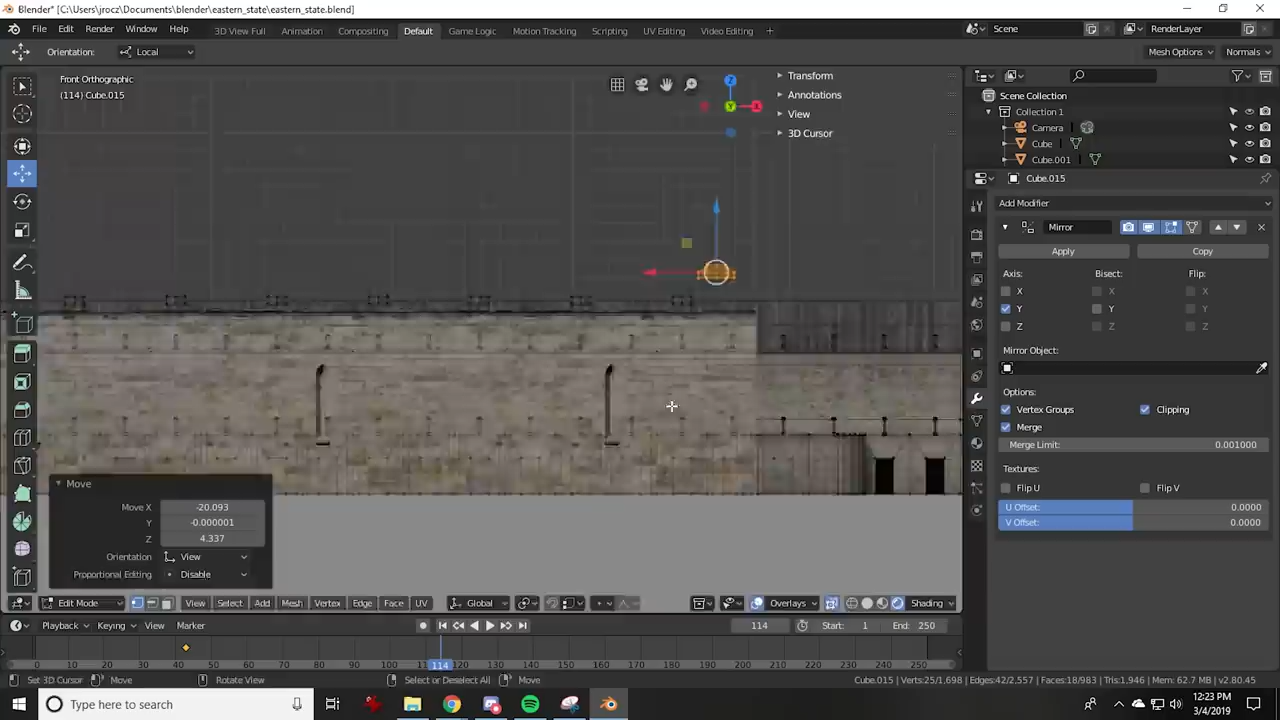 Blender* [C:\Users\jrocz\Documents\blender\eastern_state\eastern_state.blend]
File Edit Render Window Help 3D View Full Animation Compositing Default Game Logic Motion Tracking Scripting UV Editing Video Editing + Scene RenderLayer
Orientation: Local Mesh Options Normals
Front Orthographic
(114) Cube.015
Transform
Annotations
View
3D Cursor
Z
Y
X
Scene Collection
Collection 1
Camera
Cube
Cube.001
Cube.015
Add Modifier
Mirror
Apply Copy
Axis: Bisect: Flip:
X X X
Y Y Y
Z Z Z
Mirror Object:
Options:
Vertex Groups Clipping
Merge
Merge Limit: 0.001000
Textures:
Flip U Flip V
U Offset: 0.0000
V Offset: 0.0000
Move
Move X -20.093
Y -0.000001
Z 4.337
Orientation View
Proportional Editing Disable
Edit Mode View Select Add Mesh Vertex Edge Face UV Global Overlays Shading
Playback Keying View Marker 114 Start: 1 End: 250
0 10 20 30 40 50 60 70 80 90 100 114 120 130 140 150 160 170 180 190 200 210 220 230 240 250
Set 3D Cursor Move Rotate View Select or Deselect All Move Cube.015 | Verts:25/1,698 | Edges:42/2,557 | Faces:18/983 | Tris:1,946 | Mem: 62.7 MB | v2.80.45
Type here to search
12:23 PM
3/4/2019